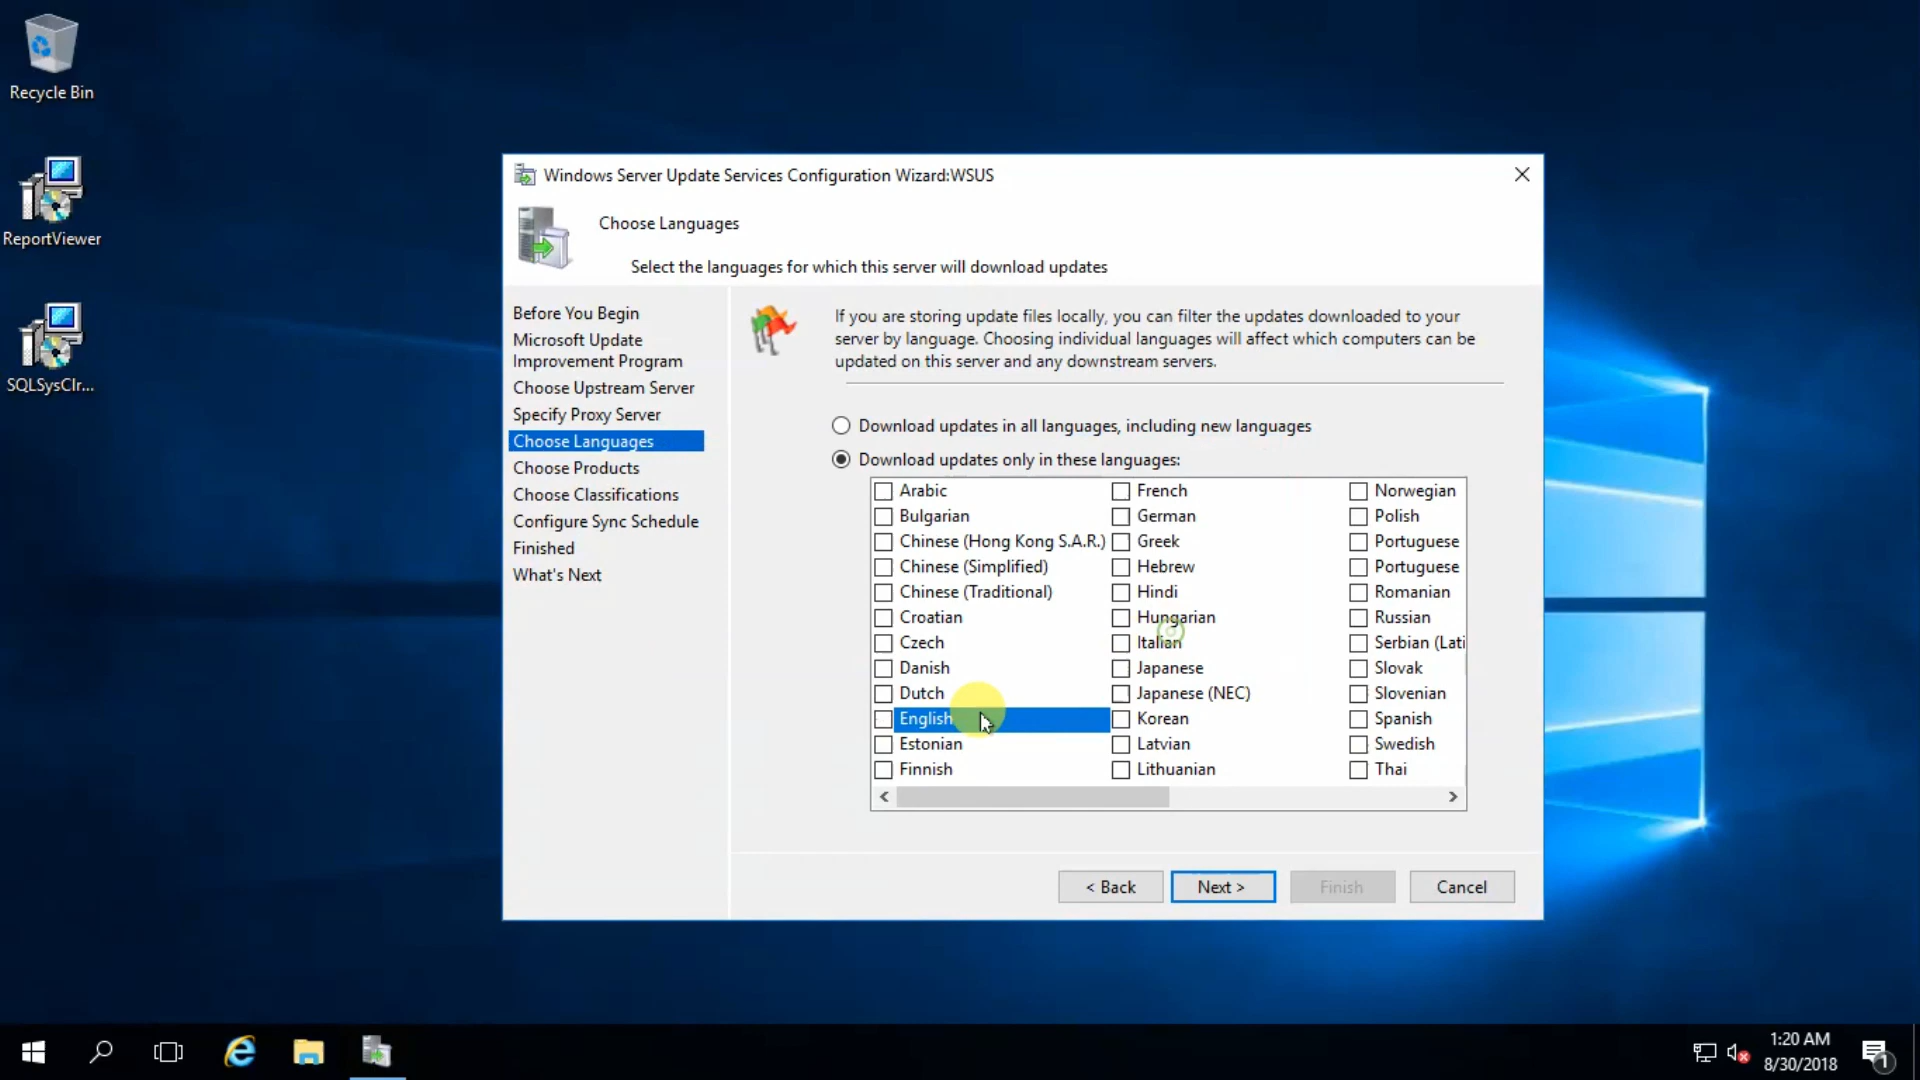 Recycle Bin
ReportViewer
SQLSysClr...
Windows Server Update Services Configuration Wizard:WSUS
Choose Languages
Select the languages for which this server will download updates
Before You Begin
Microsoft Update
Improvement Program
Choose Upstream Server
Specify Proxy Server
Choose Languages
Choose Products
Choose Classifications
Configure Sync Schedule
Finished
What's Next
If you are storing update files locally, you can filter the updates downloaded to your
server by language. Choosing individual languages will affect which computers can be
updated on this server and any downstream servers.
Download updates in all languages, including new languages
Download updates only in these languages:
Arabic
Bulgarian
Chinese (Hong Kong S.A.R.)
Chinese (Simplified)
Chinese (Traditional)
Croatian
Czech
Danish
Dutch
English
Estonian
Finnish
French
German
Greek
Hebrew
Hindi
Hungarian
Italian
Japanese
Japanese (NEC)
Korean
Latvian
Lithuanian
Norwegian
Polish
Portuguese
Portuguese
Romanian
Russian
Serbian (Lati
Slovak
Slovenian
Spanish
Swedish
Thai
< Back
Next >
Finish
Cancel
1:20 AM
8/30/2018
1